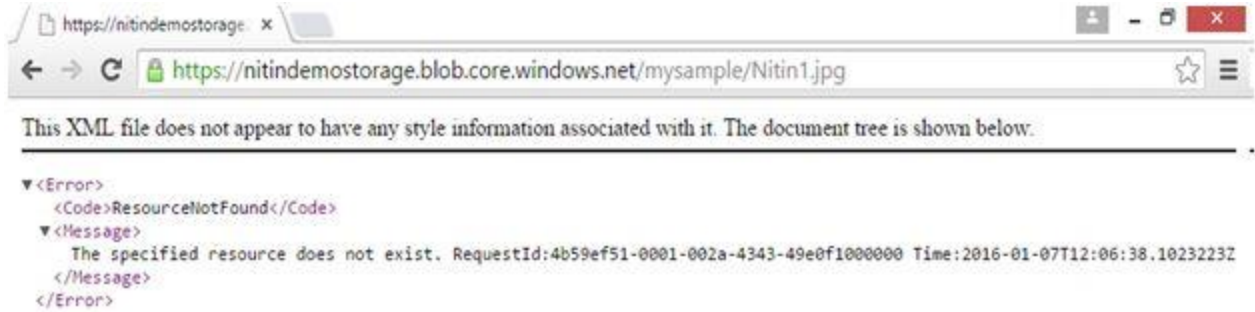 https://nitindemostorage.
https://nitindemostorage.blob.core.windows.net/mysample/Nitin1.jpg
This XML file does not appear to have any style information associated with it. The document tree is shown below.
▼<Error>
<Code>ResourceNotFound</Code>
▼<Message>
The specified resource does not exist. RequestId:4b59ef51-0001-002a-4343-49e0f1000000 Time:2016-01-07T12:06:38.1023223Z
</Message>
</Error>